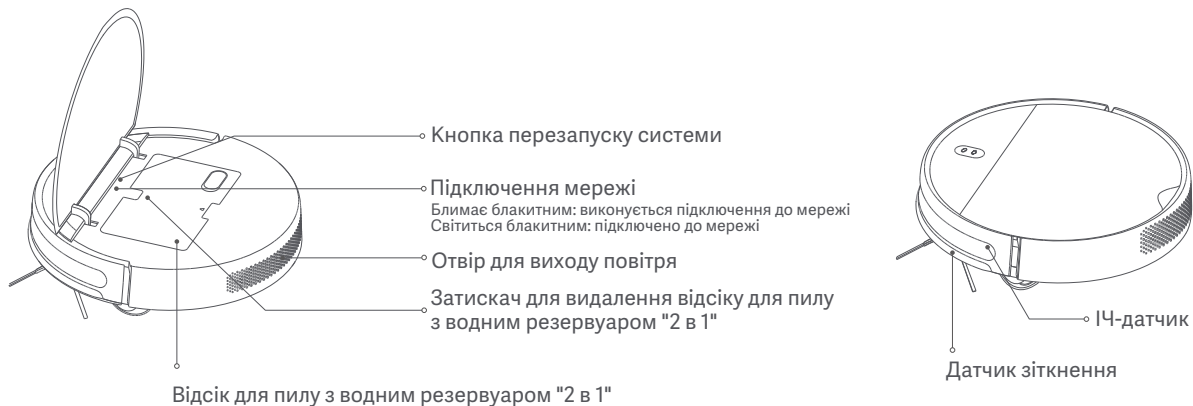 Кнопка перезапуску системи
Підключення мережі
Блимає блакитним: виконується підключення до мережі
Світиться блакитним: підключено до мережі
Отвір для виходу повітря
Затискач для видалення відсіку для пилу
з водним резервуаром "2 в 1"
Відсік для пилу з водним резервуаром "2 в 1"
ІЧ-датчик
Датчик зіткнення